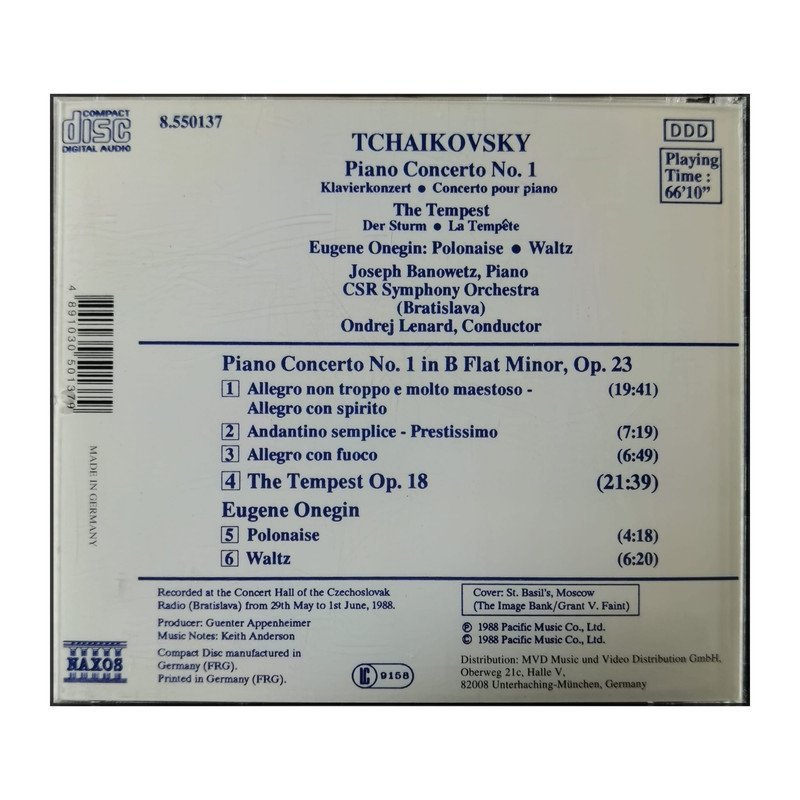 COMPACT
disc
DIGITAL AUDIO
8.550137
DDD
Playing
Time :
66'10"
TCHAIKOVSKY
Piano Concerto No. 1
Klavierkonzert ● Concerto pour piano
The Tempest
Der Sturm ● La Tempête
Eugene Onegin: Polonaise ● Waltz
Joseph Banowetz, Piano
CSR Symphony Orchestra
(Bratislava)
Ondrej Lenard, Conductor
4 891030 501379
MADE IN GERMANY
Piano Concerto No. 1 in B Flat Minor, Op. 23
1 Allegro non troppo e molto maestoso - (19:41)
Allegro con spirito
2 Andantino semplice - Prestissimo (7:19)
3 Allegro con fuoco (6:49)
4 The Tempest Op. 18 (21:39)
Eugene Onegin
5 Polonaise (4:18)
6 Waltz (6:20)
Recorded at the Concert Hall of the Czechoslovak
Radio (Bratislava) from 29th May to 1st June, 1988.
Producer: Guenter Appenheimer
Music Notes: Keith Anderson
Compact Disc manufactured in
Germany (FRG).
Printed in Germany (FRG).
NAXOS
LC 9158
Cover: St. Basil's, Moscow
(The Image Bank/Grant V. Faint)
℗ 1988 Pacific Music Co., Ltd.
© 1988 Pacific Music Co., Ltd.
Distribution: MVD Music und Video Distribution GmbH,
Oberweg 21c, Halle V,
82008 Unterhaching-München, Germany